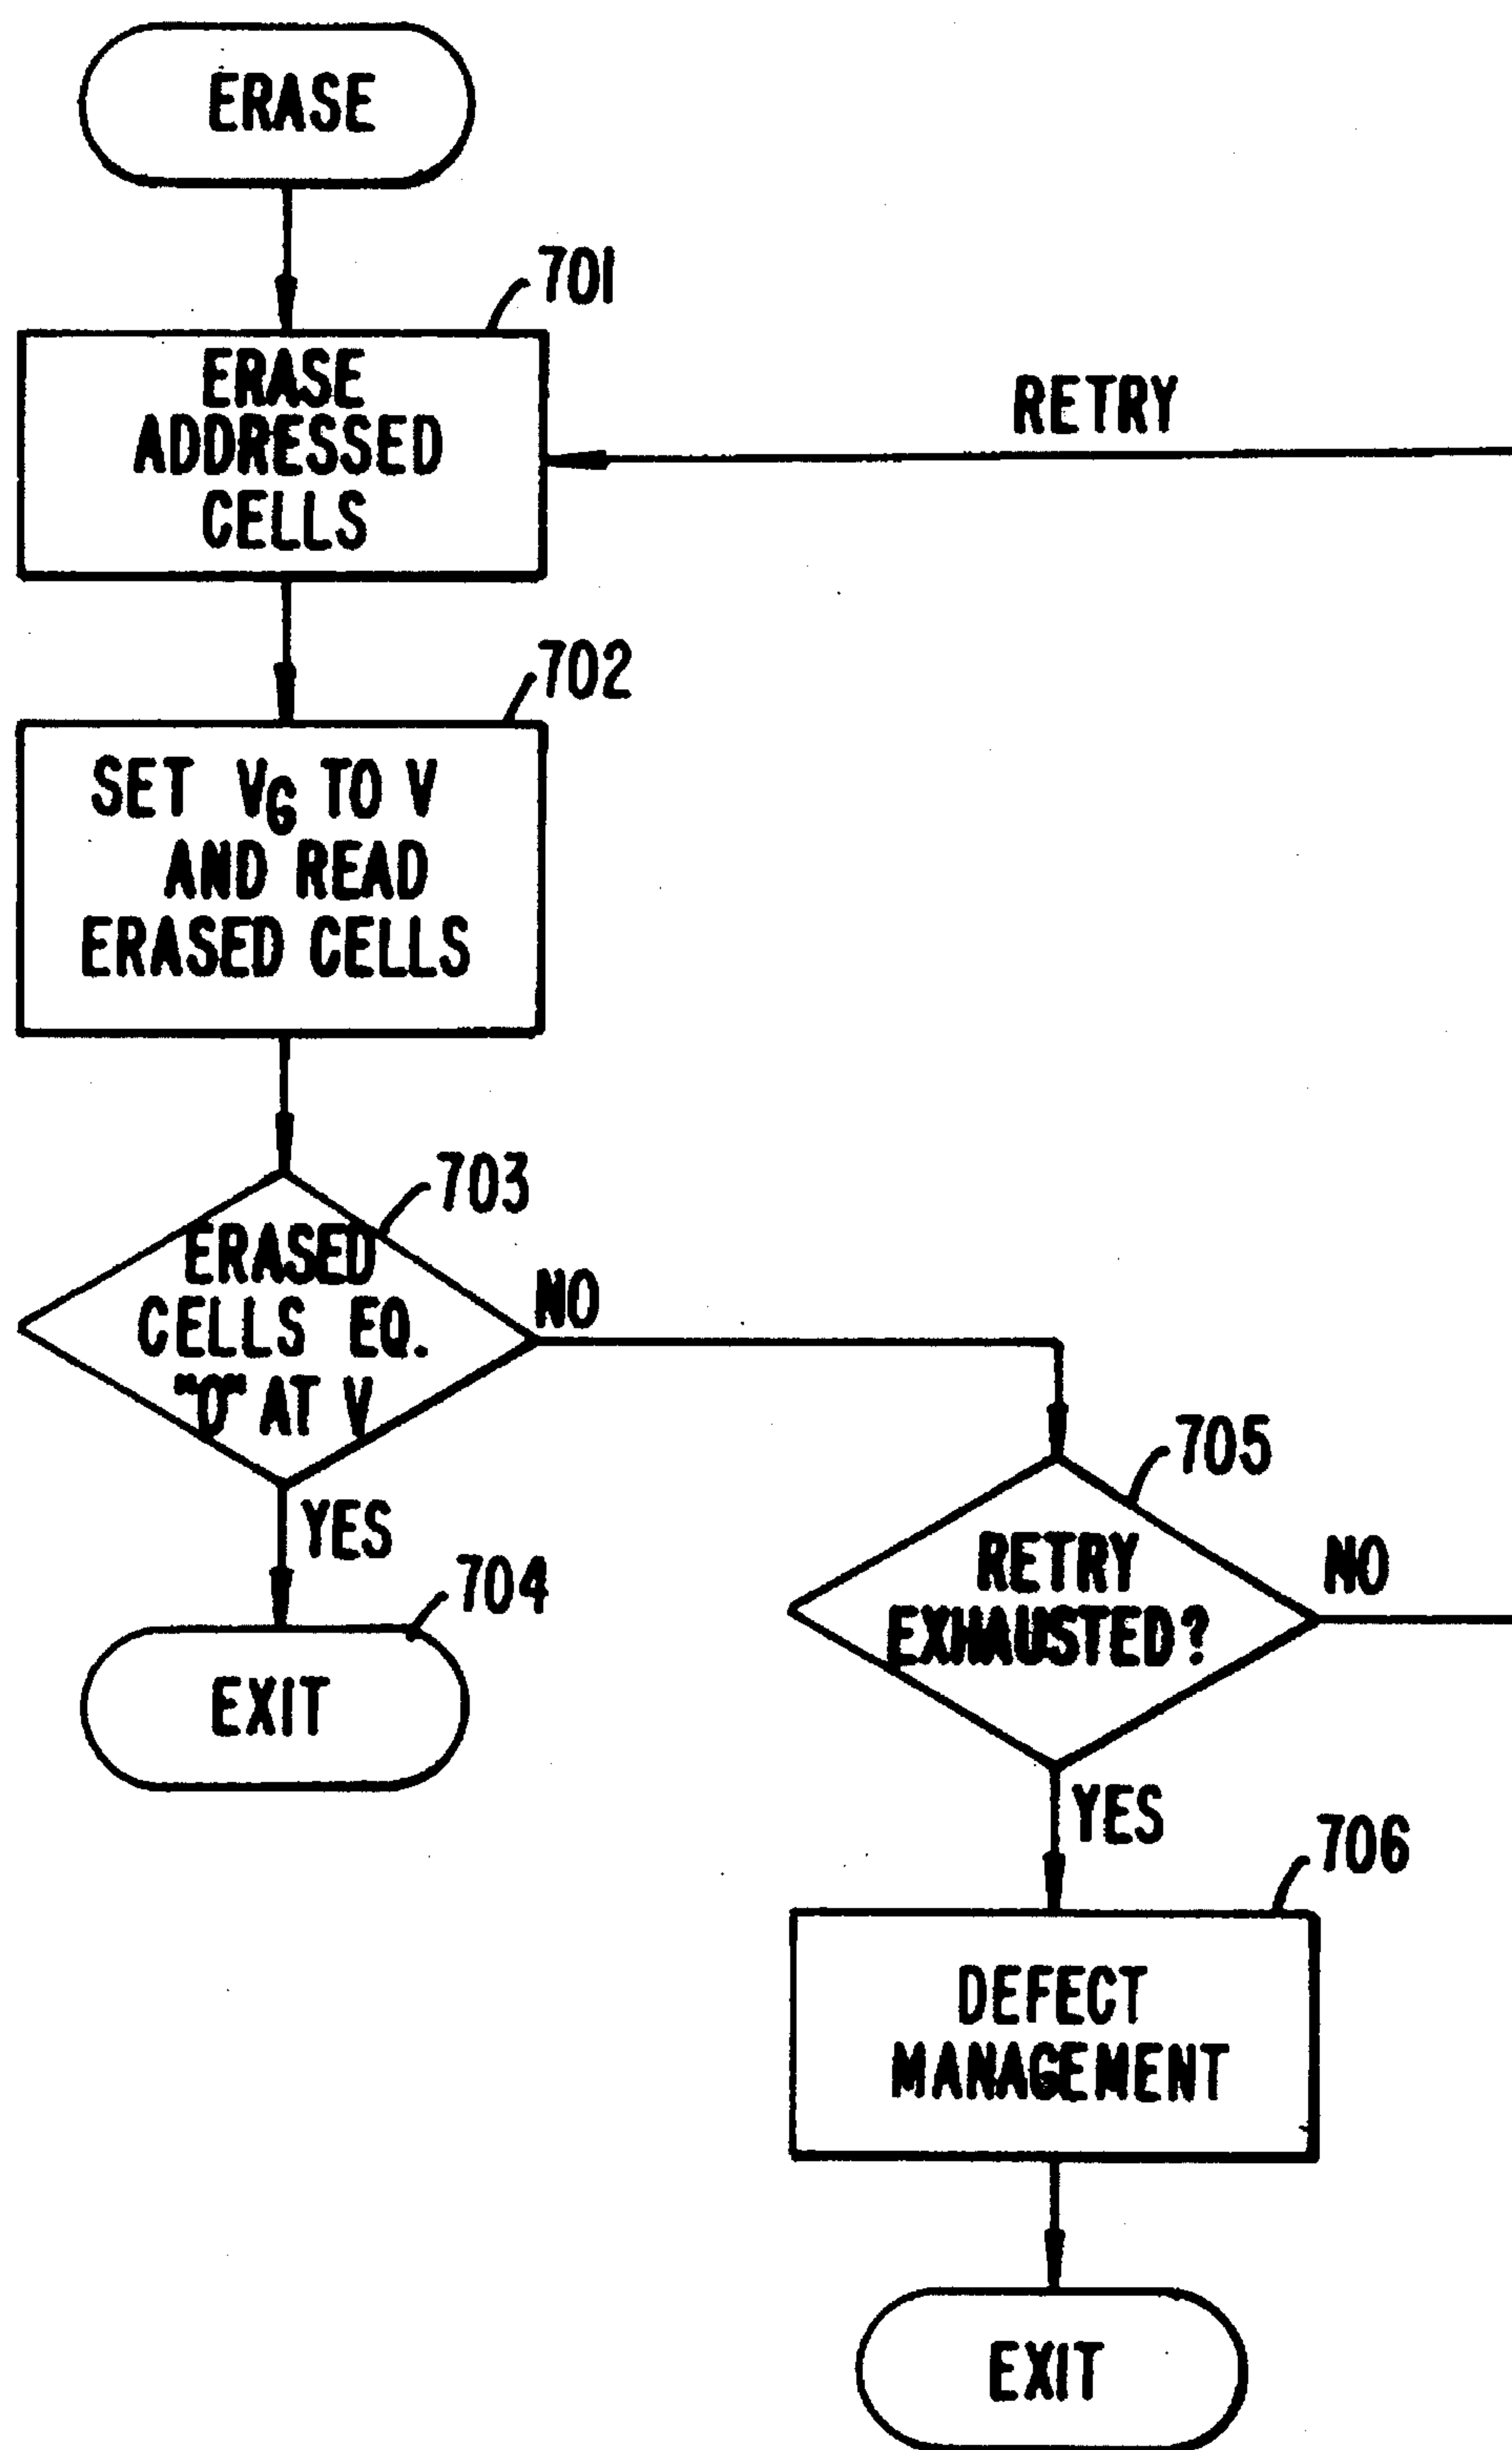 ERASE
701
ERASE
ADDRESSED
CELLS
RETRY
702
SET VG TO V
AND READ
ERASED CELLS
703
ERASED
CELLS EQ.
"0" AT V
NO
YES
704
EXIT
705
RETRY
EXHAUSTED?
NO
YES
706
DEFECT
MANAGEMENT
EXIT